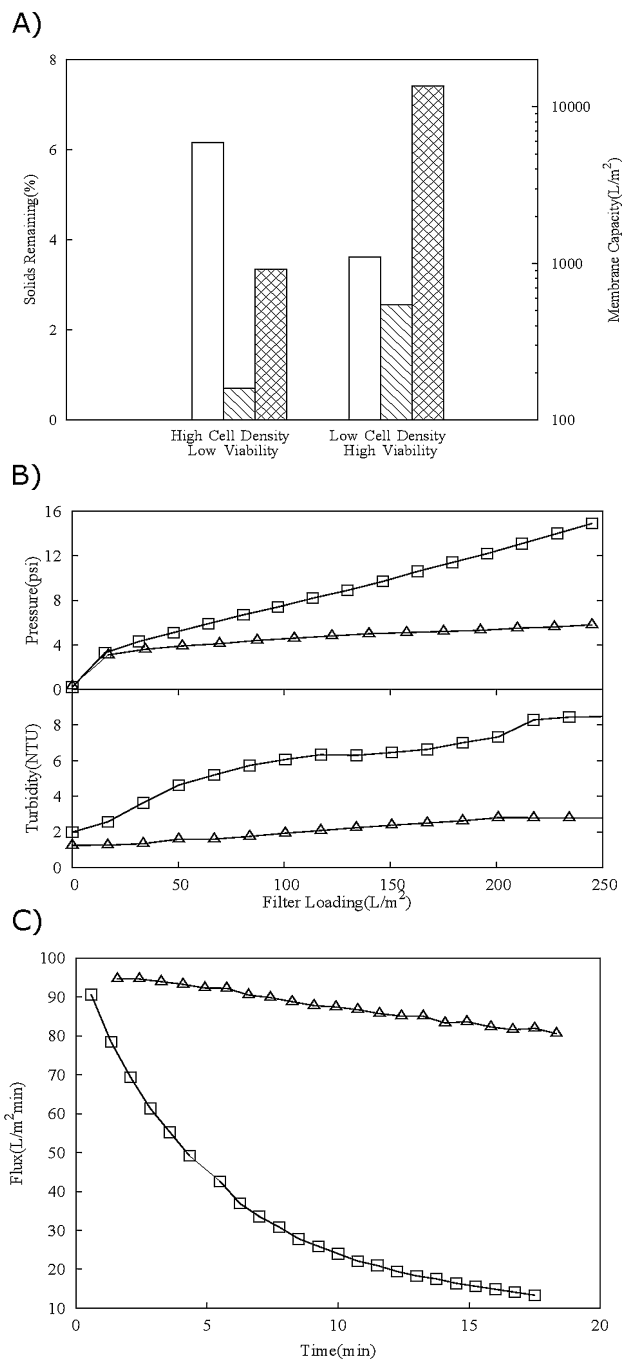 A)
8
6
4
2
0
Solids Remaining(%)
10000
1000
100
Membrane Capacity(L/m²)
High Cell Density
Low Viability
Low Cell Density
High Viability
B)
16
12
8
4
0
Pressure(psi)
8
6
4
2
0
Turbidity(NTU)
0 50 100 150 200 250
Filter Loading(L/m²)
C)
100
90
80
70
60
50
40
30
20
10
Flux(L/m²min)
0 5 10 15 20
Time(min)